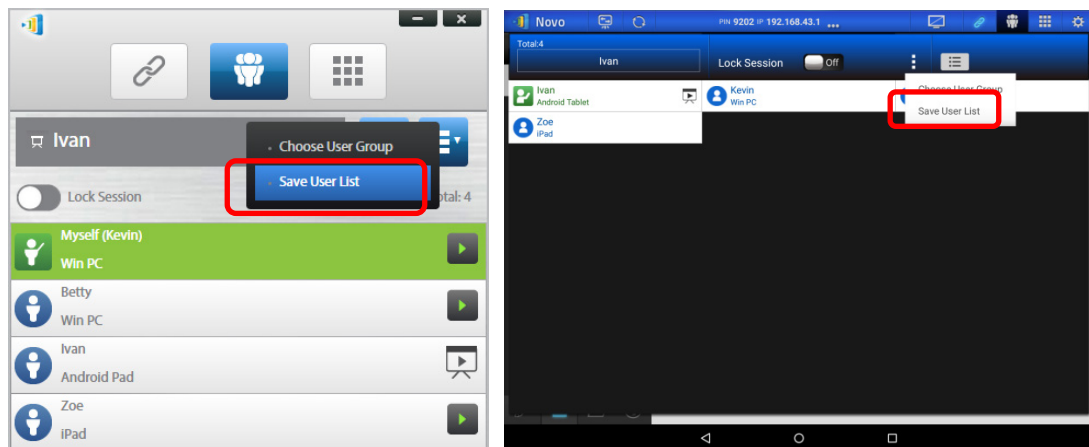 Ivan
Choose User Group
Save User List
Lock Session
Total: 4
Myself (Kevin)
Win PC
Betty
Win PC
Ivan
Android Pad
Zoe
iPad
Novo
PIN 9202 IP 192.168.43.1 ...
Total:4
Ivan
Lock Session
Off
Ivan
Android Tablet
Kevin
Win PC
Choose User Group
Save User List
Zoe
iPad